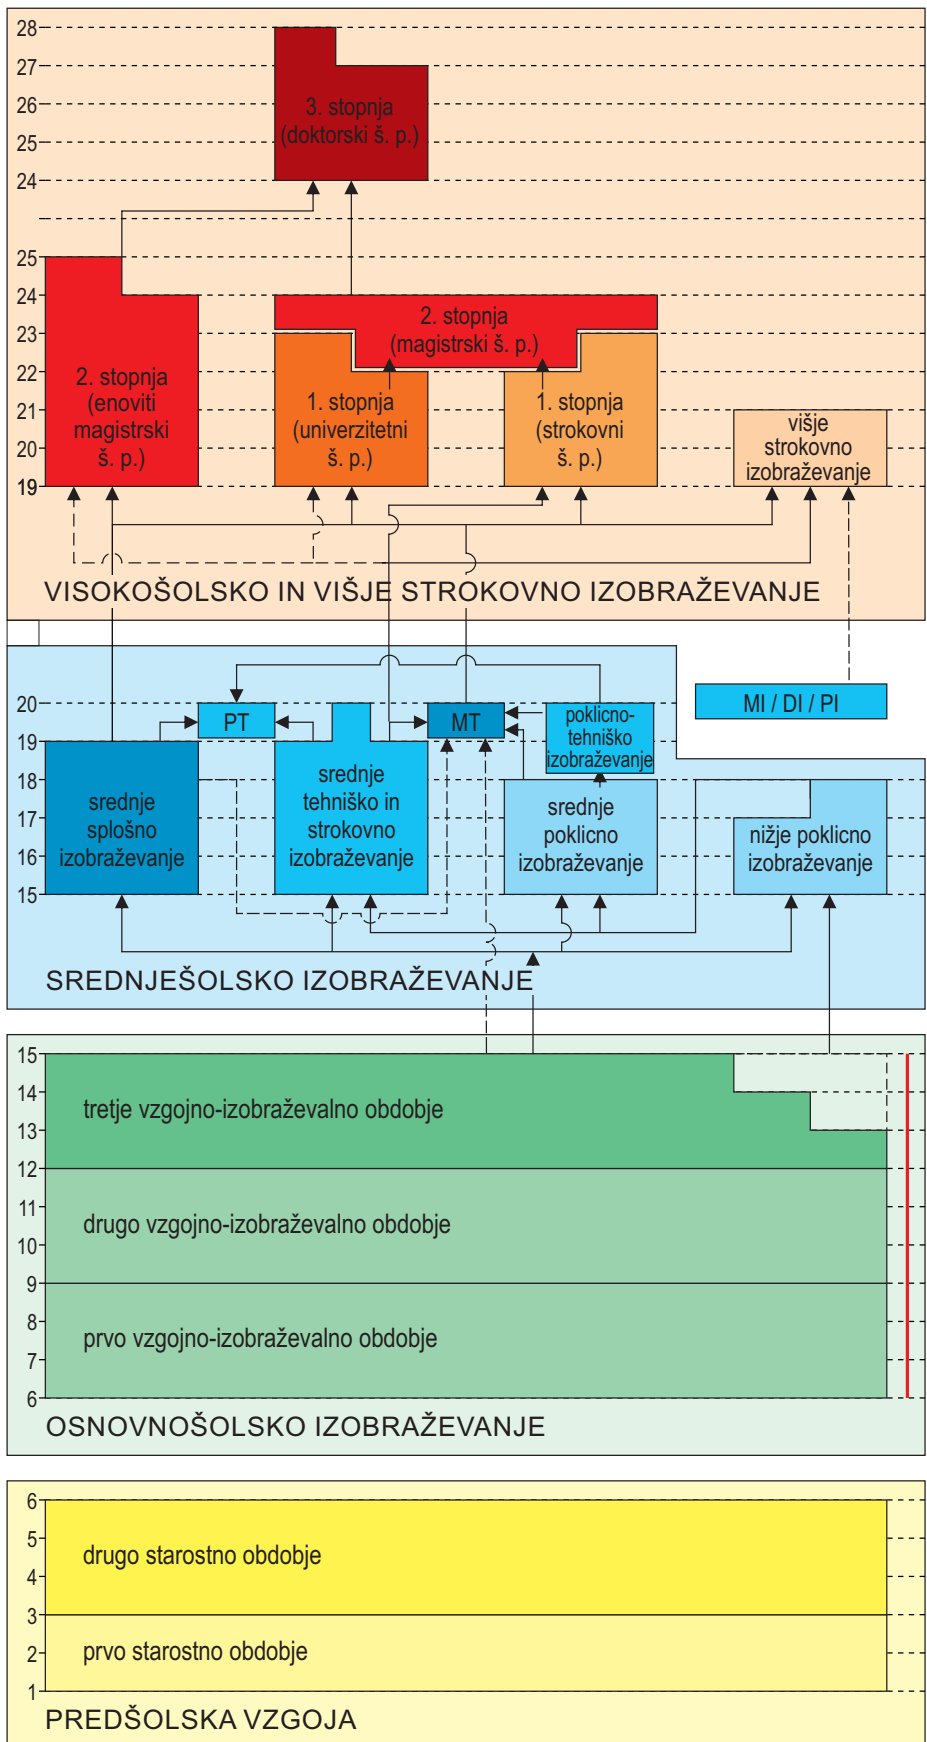 28
27
26
25
24
3. stopnja
(doktorski š. p.)
25
24
23
22
21
20
19
2. stopnja
(enoviti
magistrski
š. p.)
2. stopnja
(magistrski š. p.)
1. stopnja
(univerzitetni
š. p.)
1. stopnja
(strokovni
š. p.)
višje
strokovno
izobraževanje
VISOKOŠOLSKO IN VIŠJE STROKOVNO IZOBRAŽEVANJE
20
19
18
17
16
15
PT
MT
poklicno-
tehniško
izobraževanje
MI / DI / PI
srednje
splošno
izobraževanje
srednje
tehniško in
strokovno
izobraževanje
srednje
poklicno
izobraževanje
nižje poklicno
izobraževanje
SREDNJEŠOLSKO IZOBRAŽEVANJE
15
14
13
12
11
10
9
8
7
6
tretje vzgojno-izobraževalno obdobje
drugo vzgojno-izobraževalno obdobje
prvo vzgojno-izobraževalno obdobje
OSNOVNOŠOLSKO IZOBRAŽEVANJE
6
5
4
3
2
1
drugo starostno obdobje
prvo starostno obdobje
PREDŠOLSKA VZGOJA